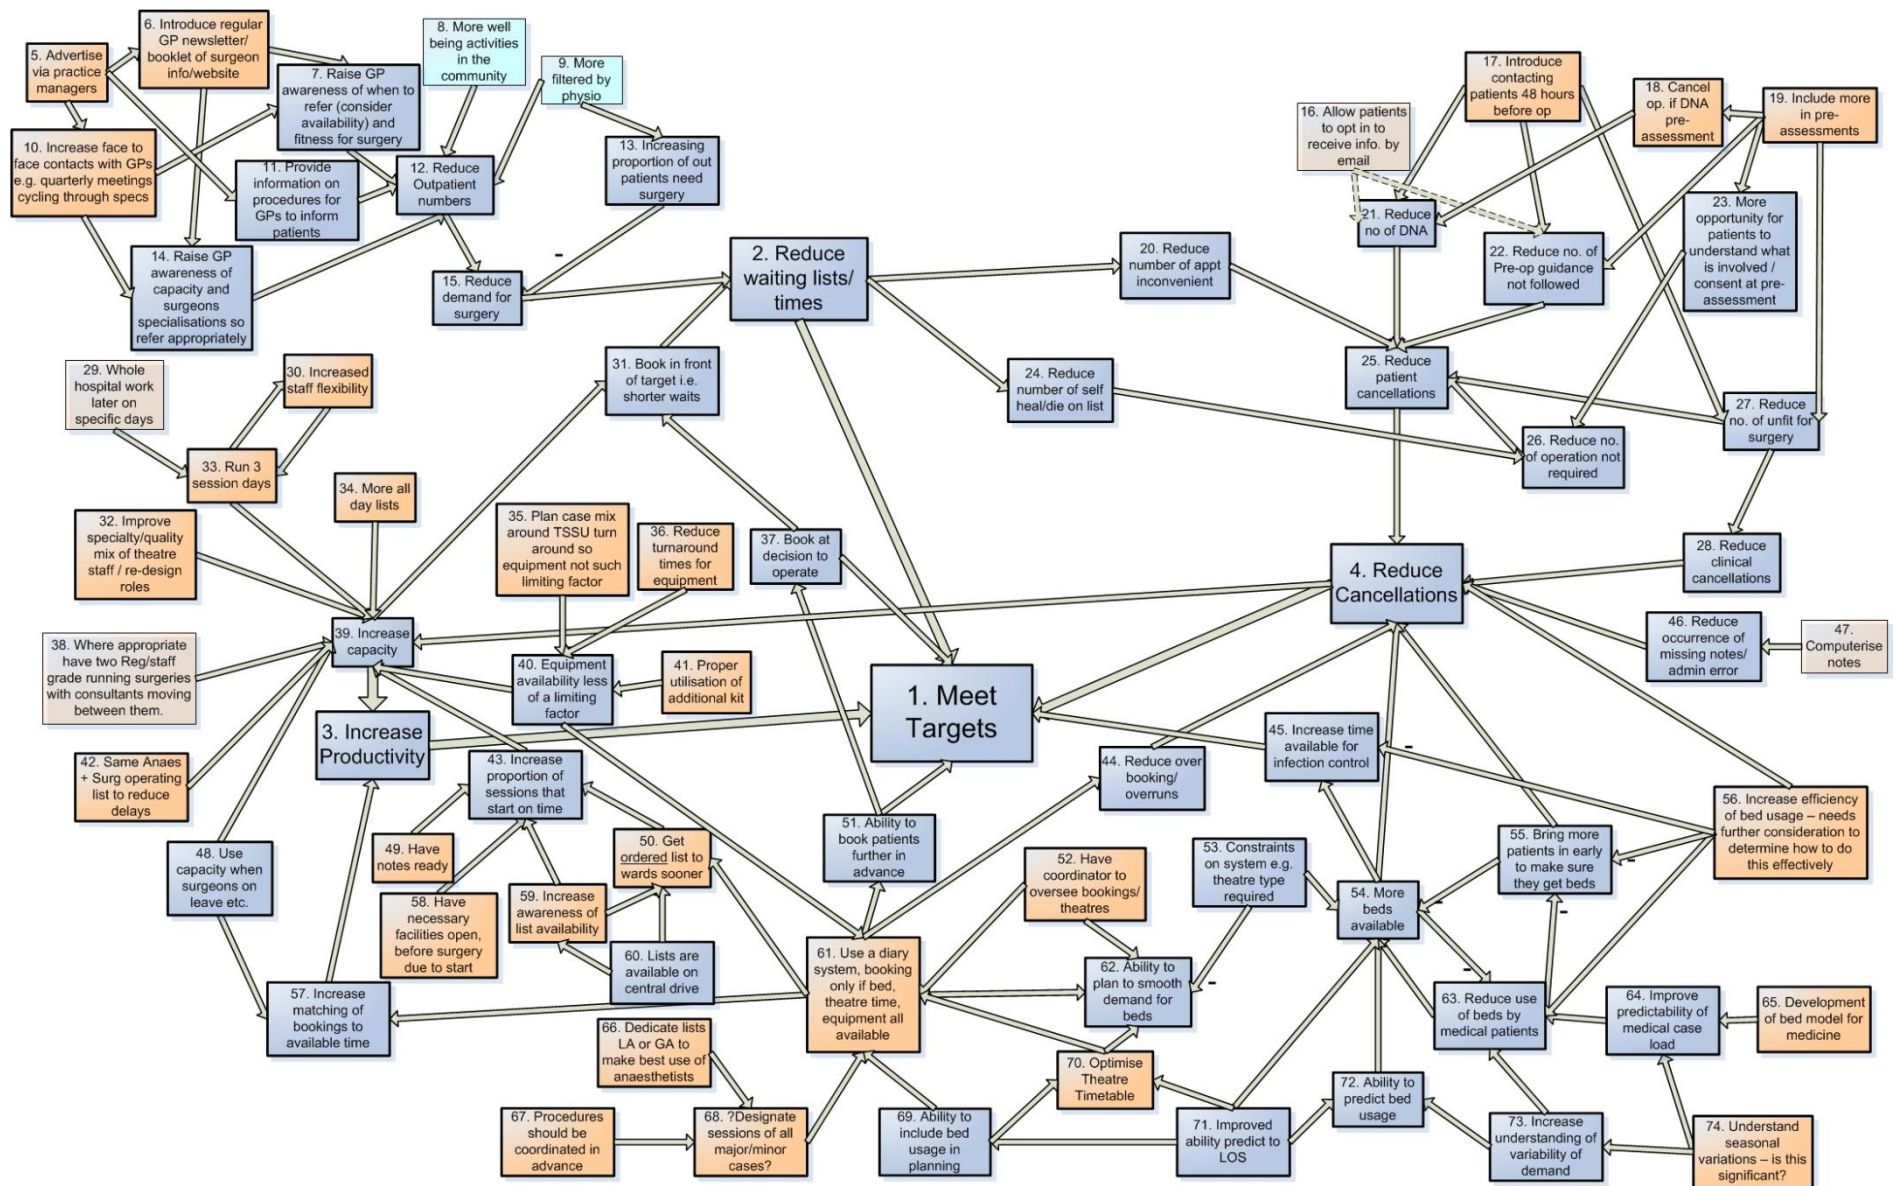 5. Advertise
via practice
managers
6. Introduce regular
GP newsletter/
booklet of surgeon
info/website
7. Raise GP
awareness of when to
refer (consider
availability) and
fitness for surgery
8. More well
being activities
in the
community
9. More
filtered by
physio
10. Increase face to
face contacts with GPs
e.g. quarterly meetings
cycling through specs
11. Provide
information on
procedures for
GPs to inform
patients
12. Reduce
Outpatient
numbers
13. Increasing
proportion of out
patients need
surgery
14. Raise GP
awareness of
capacity and
surgeons
specialisations so
refer appropriately
15. Reduce
demand for
surgery
-
2. Reduce
waiting lists/
times
16. Allow patients
to opt in to
receive info. by
email
17. Introduce
contacting
patients 48 hours
before op
18. Cancel
op. if DNA
pre-
assessment
19. Include more
in pre-
assessments
20. Reduce
number of appt
inconvenient
21. Reduce
no of DNA
22. Reduce no. of
Pre-op guidance
not followed
23. More
opportunity for
patients to
understand what
is involved /
consent at pre-
assessment
24. Reduce
number of self
heal/die on list
25. Reduce
patient
cancellations
26. Reduce no.
of operation not
required
27. Reduce
no. of unfit for
surgery
28. Reduce
clinical
cancellations
29. Whole
hospital work
later on
specific days
30. Increased
staff flexibility
31. Book in front
of target i.e.
shorter waits
32. Improve
specialty/quality
mix of theatre
staff / re-design
roles
33. Run 3
session days
34. More all
day lists
35. Plan case mix
around TSSU turn
around so
equipment not such
limiting factor
36. Reduce
turnaround
times for
equipment
37. Book at
decision to
operate
4. Reduce
Cancellations
38. Where appropriate
have two Reg/staff
grade running surgeries
with consultants moving
between them.
39. Increase
capacity
40. Equipment
availability less
of a limiting
factor
41. Proper
utilisation of
additional kit
1. Meet
Targets
46. Reduce
occurrence of
missing notes/
admin error
47.
Computerise
notes
3. Increase
Productivity
42. Same Anaes
+ Surg operating
list to reduce
delays
43. Increase
proportion of
sessions that
start on time
44. Reduce over
booking/
overruns
45. Increase time
available for
infection control
-
48. Use
capacity when
surgeons on
leave etc.
49. Have
notes ready
50. Get
ordered list to
wards sooner
51. Ability to
book patients
further in
advance
52. Have
coordinator to
oversee bookings/
theatres
53. Constraints
on system e.g.
theatre type
required
54. More
beds
available
55. Bring more
patients in early
to make sure
they get beds
56. Increase efficiency
of bed usage – needs
further consideration to
determine how to do
this effectively
-
-
-
-
-
57. Increase
matching of
bookings to
available time
58. Have
necessary
facilities open,
before surgery
due to start
59. Increase
awareness of
list availability
60. Lists are
available on
central drive
61. Use a diary
system, booking
only if bed,
theatre time,
equipment all
available
62. Ability to
plan to smooth
demand for
beds
63. Reduce use
of beds by
medical patients
64. Improve
predictability of
medical case
load
65. Development
of bed model for
medicine
66. Dedicate lists
LA or GA to
make best use of
anaesthetists
67. Procedures
should be
coordinated in
advance
68. ?Designate
sessions of all
major/minor
cases?
69. Ability to
include bed
usage in
planning
70. Optimise
Theatre
Timetable
71. Improved
ability predict to
LOS
72. Ability to
predict bed
usage
73. Increase
understanding of
variability of
demand
74. Understand
seasonal
variations – is this
significant?